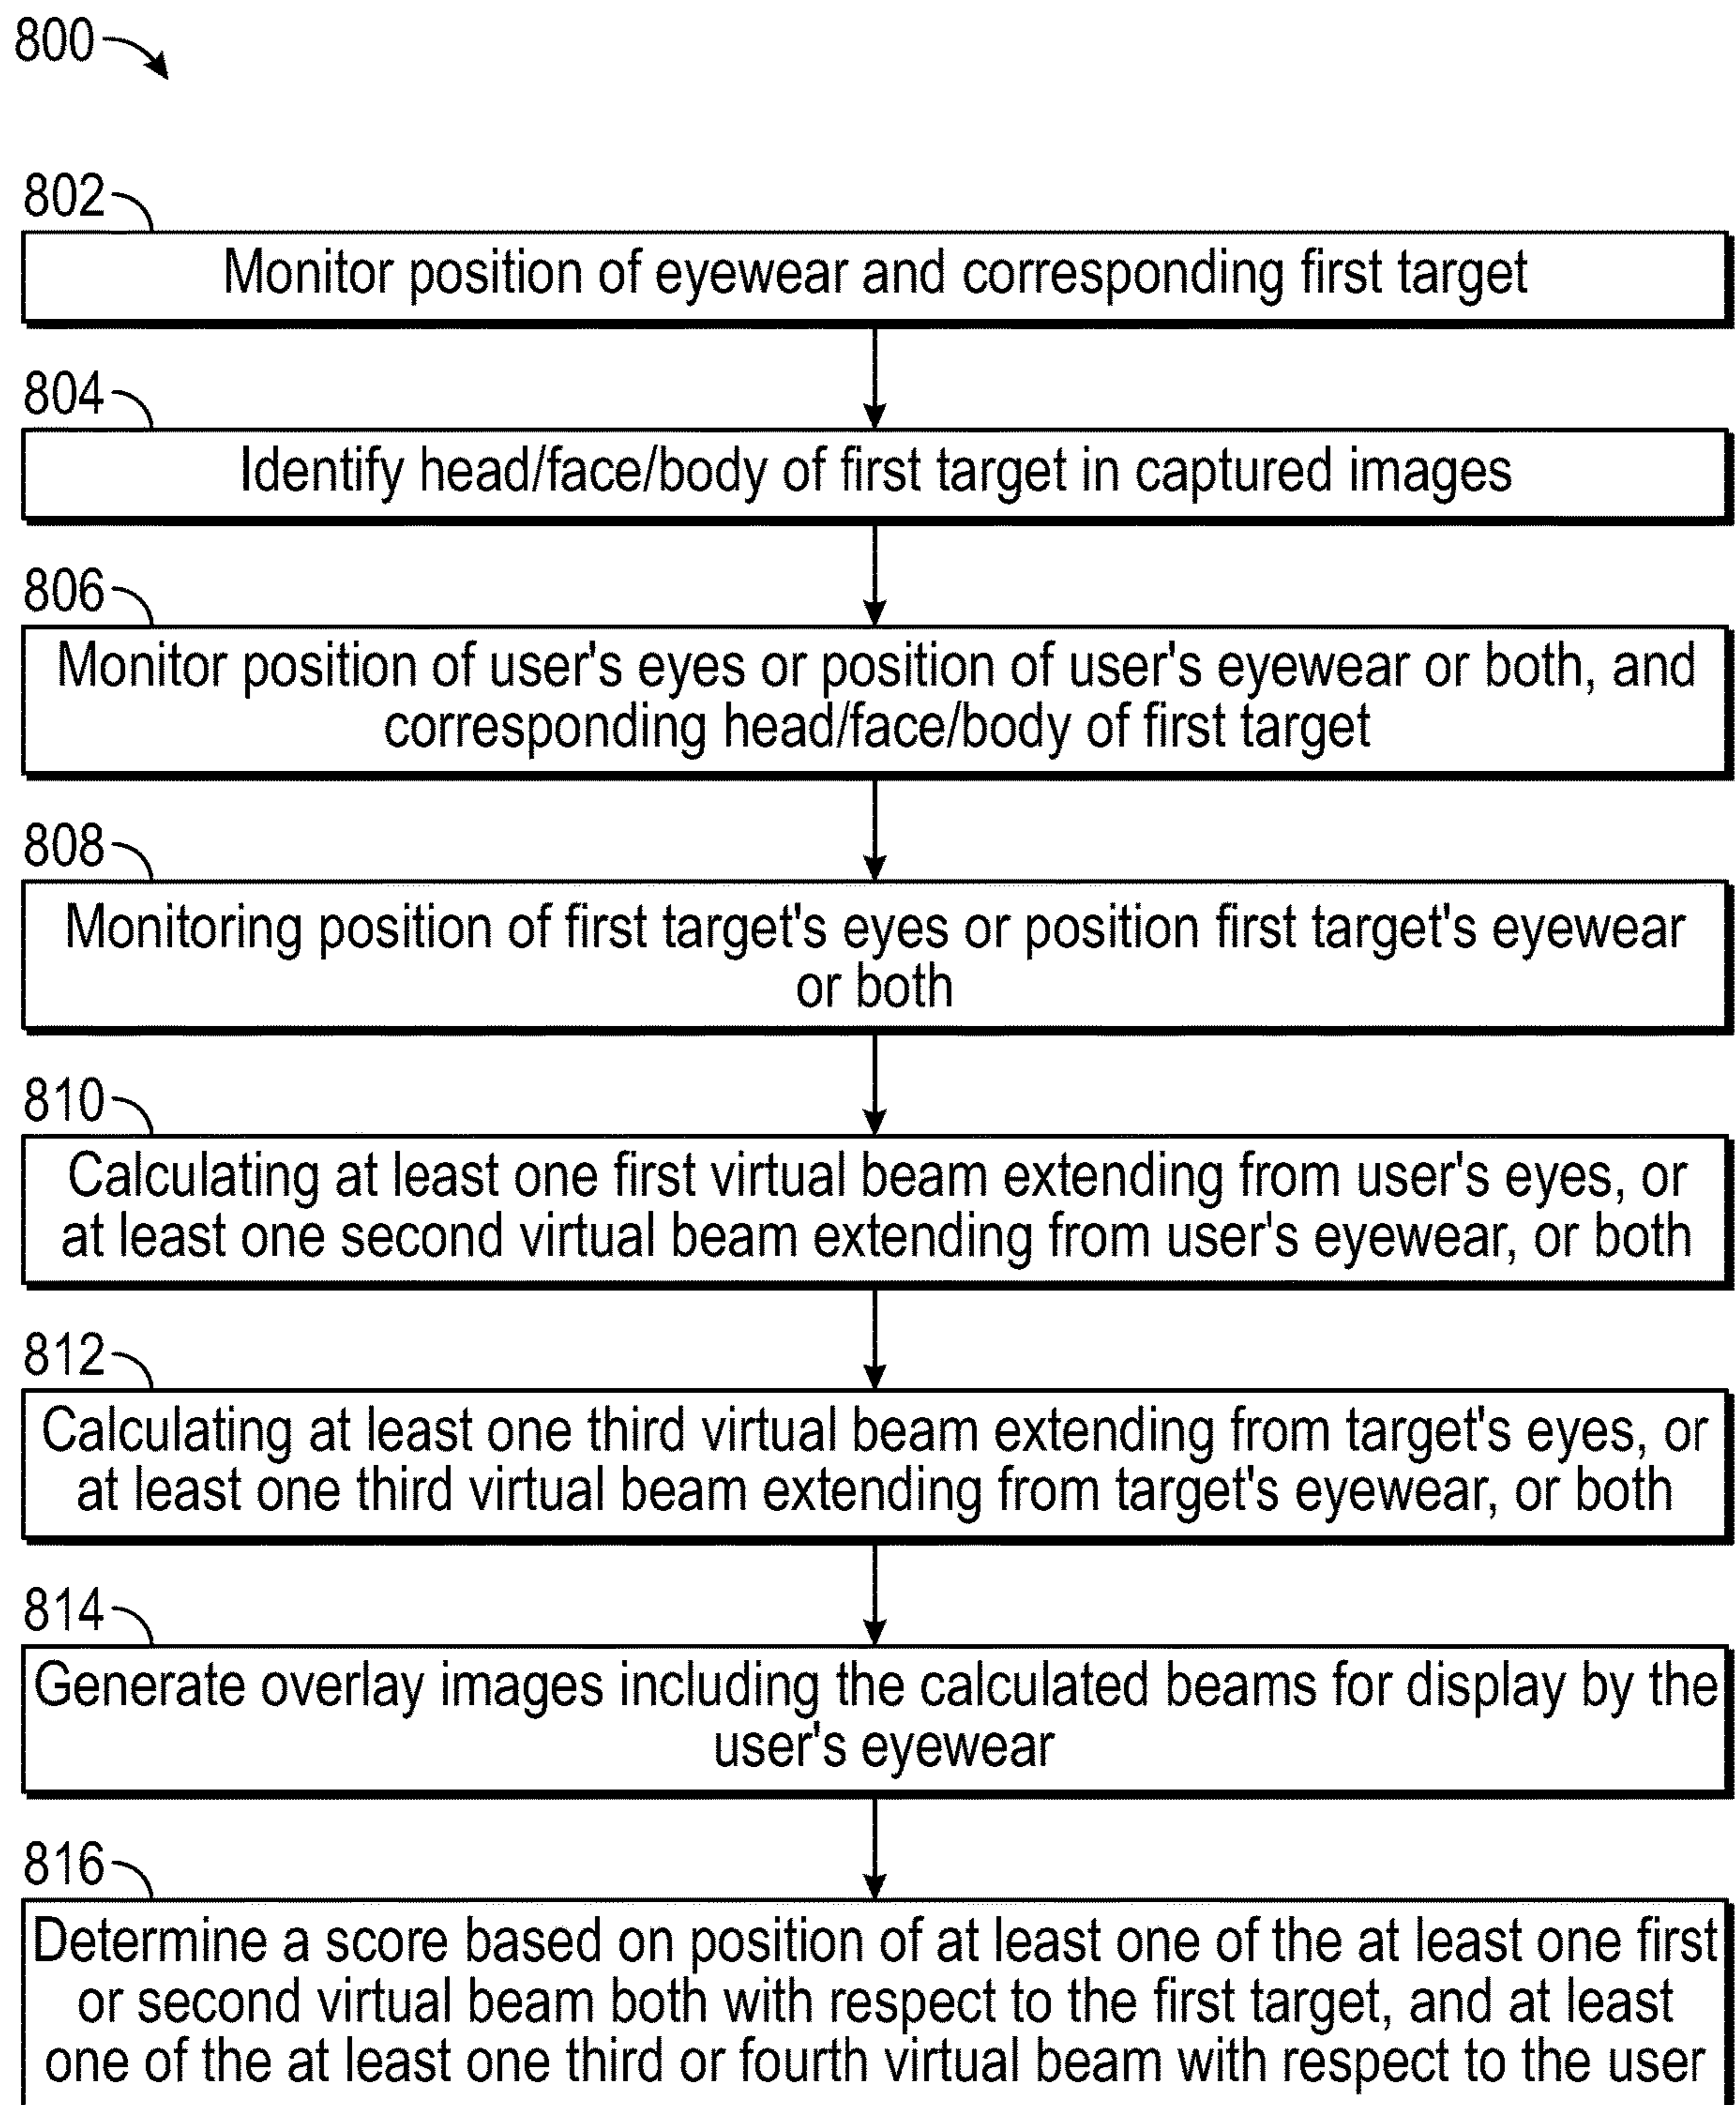 800
802
Monitor position of eyewear and corresponding first target
804
Identify head/face/body of first target in captured images
806
Monitor position of user's eyes or position of user's eyewear or both, and
corresponding head/face/body of first target
808
Monitoring position of first target's eyes or position first target's eyewear
or both
810
Calculating at least one first virtual beam extending from user's eyes, or
at least one second virtual beam extending from user's eyewear, or both
812
Calculating at least one third virtual beam extending from target's eyes, or
at least one third virtual beam extending from target's eyewear, or both
814
Generate overlay images including the calculated beams for display by the
user's eyewear
816
Determine a score based on position of at least one of the at least one first
or second virtual beam both with respect to the first target, and at least
one of the at least one third or fourth virtual beam with respect to the user